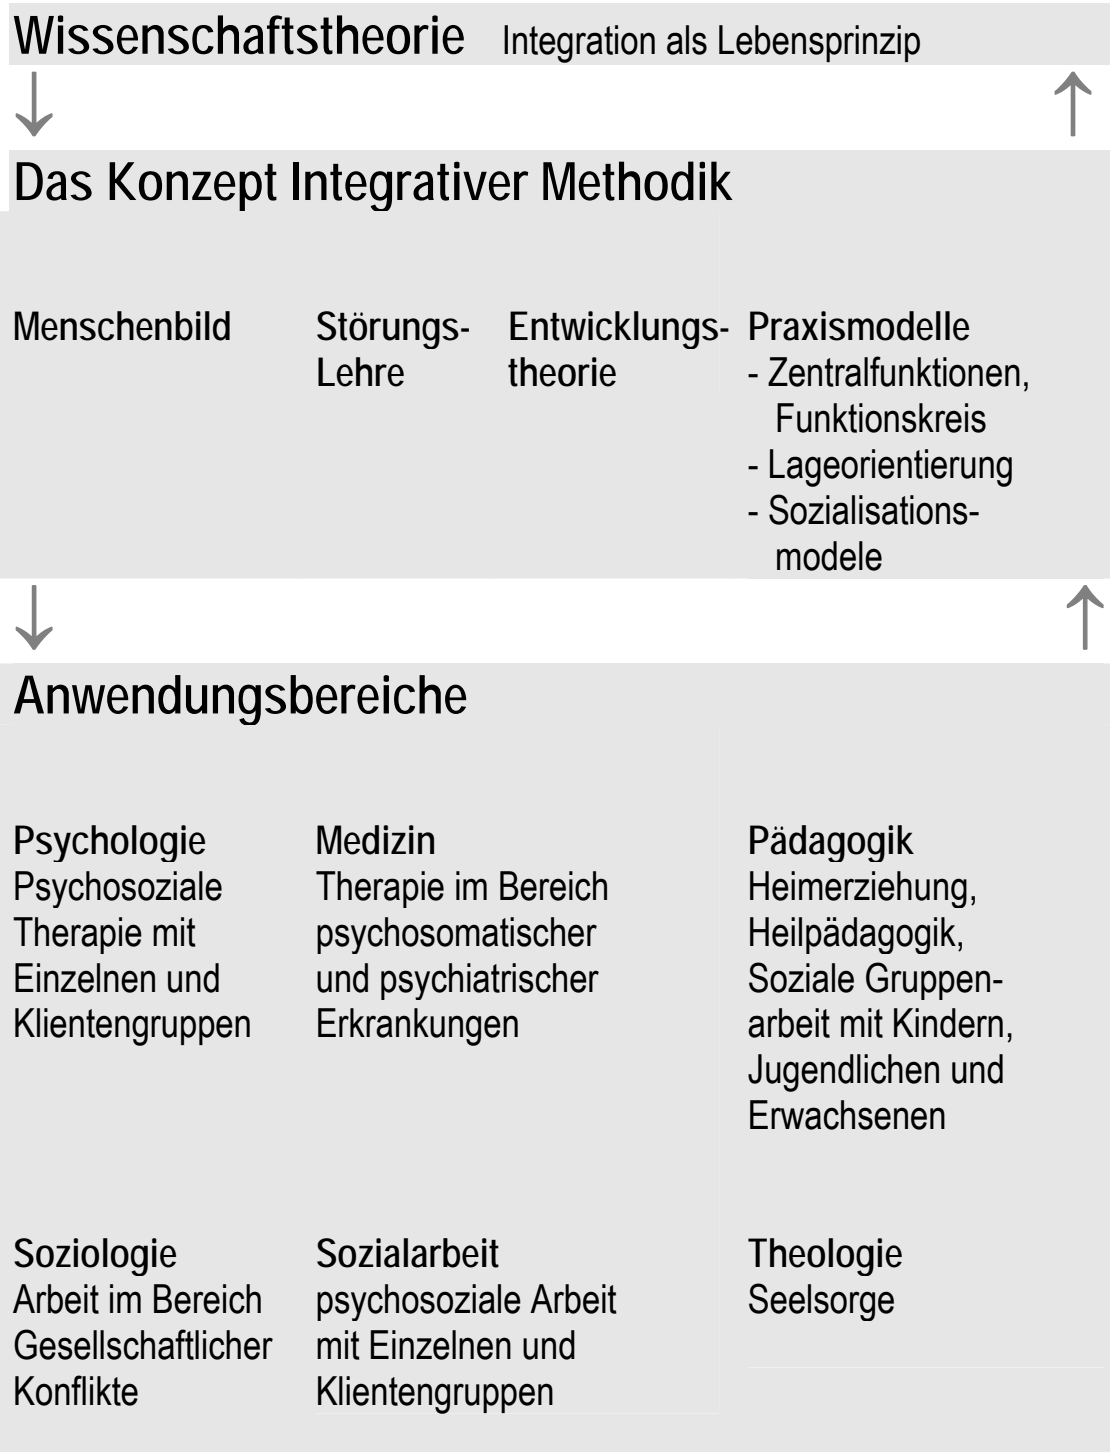 Wissenschaftstheorie Integration als Lebensprinzip
↓ ↑
Das Konzept Integrativer Methodik
Menschenbild
Störungs-
Lehre
Entwicklungs-
theorie
Praxismodelle
- Zentralfunktionen,
Funktionskreis
- Lageorientierung
- Sozialisations-
modele
↓ ↑
Anwendungsbereiche
Psychologie
Psychosoziale
Therapie mit
Einzelnen und
Klientengruppen
Medizin
Therapie im Bereich
psychosomatischer
und psychiatrischer
Erkrankungen
Pädagogik
Heimerziehung,
Heilpädagogik,
Soziale Gruppen-
arbeit mit Kindern,
Jugendlichen und
Erwachsenen
Soziologie
Arbeit im Bereich
Gesellschaftlicher
Konflikte
Sozialarbeit
psychosoziale Arbeit
mit Einzelnen und
Klientengruppen
Theologie
Seelsorge